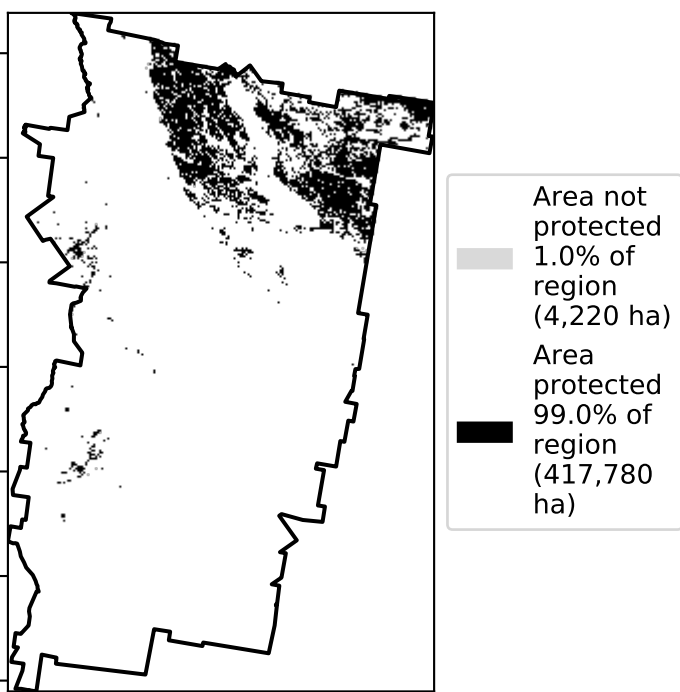 Area not
protected
1.0% of
region
(4,220 ha)
Area
protected
99.0% of
region
(417,780
ha)